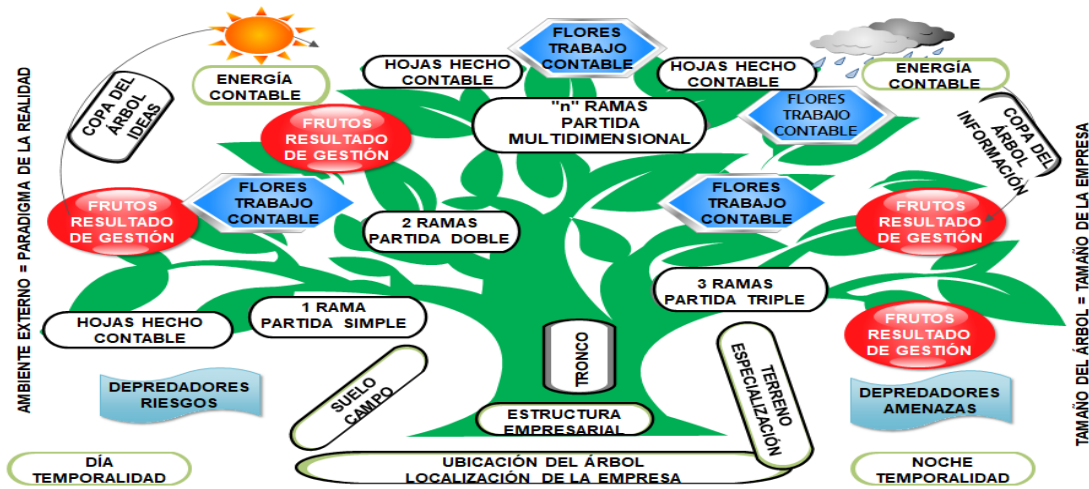 FLORES
TRABAJO
CONTABLE
HOJAS HECHO
CONTABLE
HOJAS HECHO
CONTABLE
ENERGÍA
CONTABLE
ENERGÍA
CONTABLE
COPA DEL
ÁRBOL
IDEAS
"n" RAMAS
PARTIDA
MULTIDIMENSIONAL
FLORES
TRABAJO
CONTABLE
COPA DEL
ÁRBOL
INFORMACIÓN
FRUTOS
RESULTADO
DE GESTIÓN
AMBIENTE EXTERNO = PARADIGMA DE LA REALIDAD
TAMAÑO DEL ÁRBOL = TAMAÑO DE LA EMPRESA
FRUTOS
RESULTADO
DE GESTIÓN
FLORES
TRABAJO
CONTABLE
2 RAMAS
PARTIDA DOBLE
FLORES
TRABAJO
CONTABLE
FRUTOS
RESULTADO
DE GESTIÓN
3 RAMAS
PARTIDA TRIPLE
1 RAMA
PARTIDA SIMPLE
HOJAS HECHO
CONTABLE
FRUTOS
RESULTADO
DE GESTIÓN
TRONCO
DEPREDADORES
RIESGOS
SUELO
CAMPO
TERRENO
ESPECIALIZACIÓN
DEPREDADORES
AMENAZAS
ESTRUCTURA
EMPRESARIAL
DÍA
TEMPORALIDAD
UBICACIÓN DEL ÁRBOL
LOCALIZACIÓN DE LA EMPRESA
NOCHE
TEMPORALIDAD